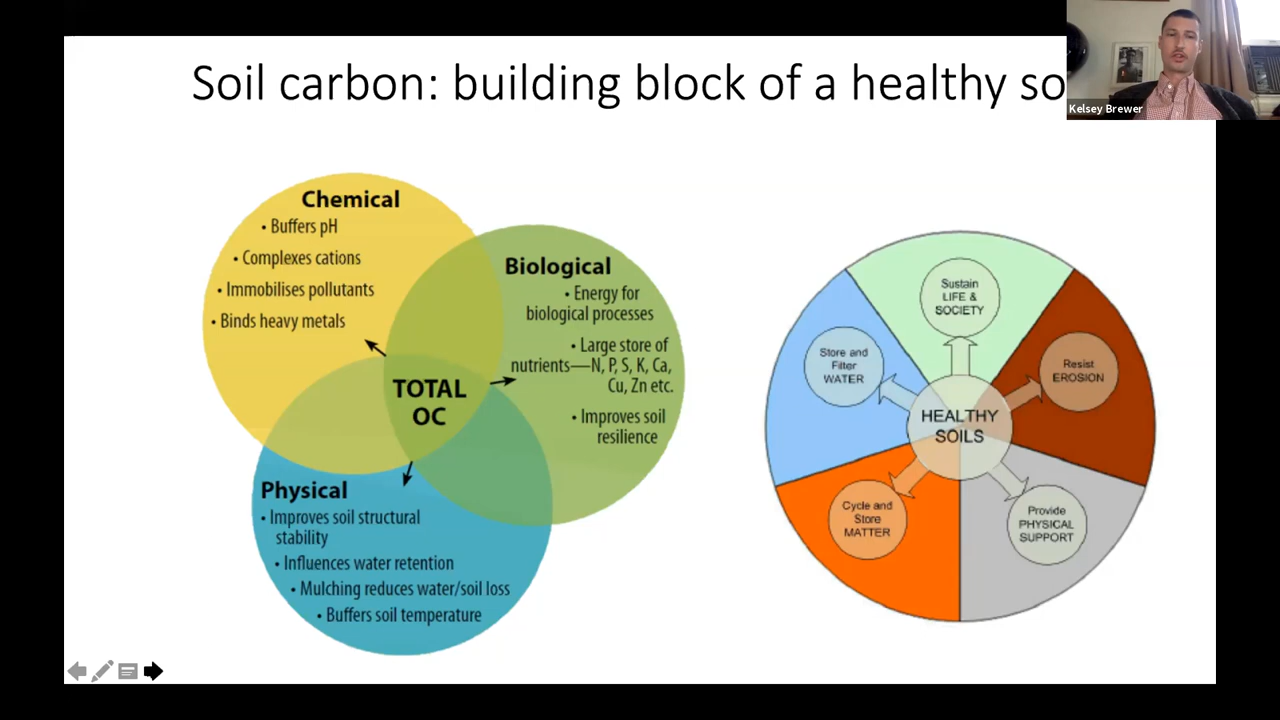 Soil carbon: building block of a healthy so
Kelsey Brewer
Chemical
• Buffers pH
• Complexes cations
• Immobilises pollutants
• Binds heavy metals
Biological
• Energy for
biological processes
• Large store of
nutrients—N, P, S, K, Ca,
Cu, Zn etc.
• Improves soil
resilience
TOTAL
OC
Physical
• Improves soil structural
stability
• Influences water retention
• Mulching reduces water/soil loss
• Buffers soil temperature
Sustain
LIFE &
SOCIETY
Store and
Filter
WATER
Resist
EROSION
HEALTHY
SOILS
Cycle and
Store
MATTER
Provide
PHYSICAL
SUPPORT